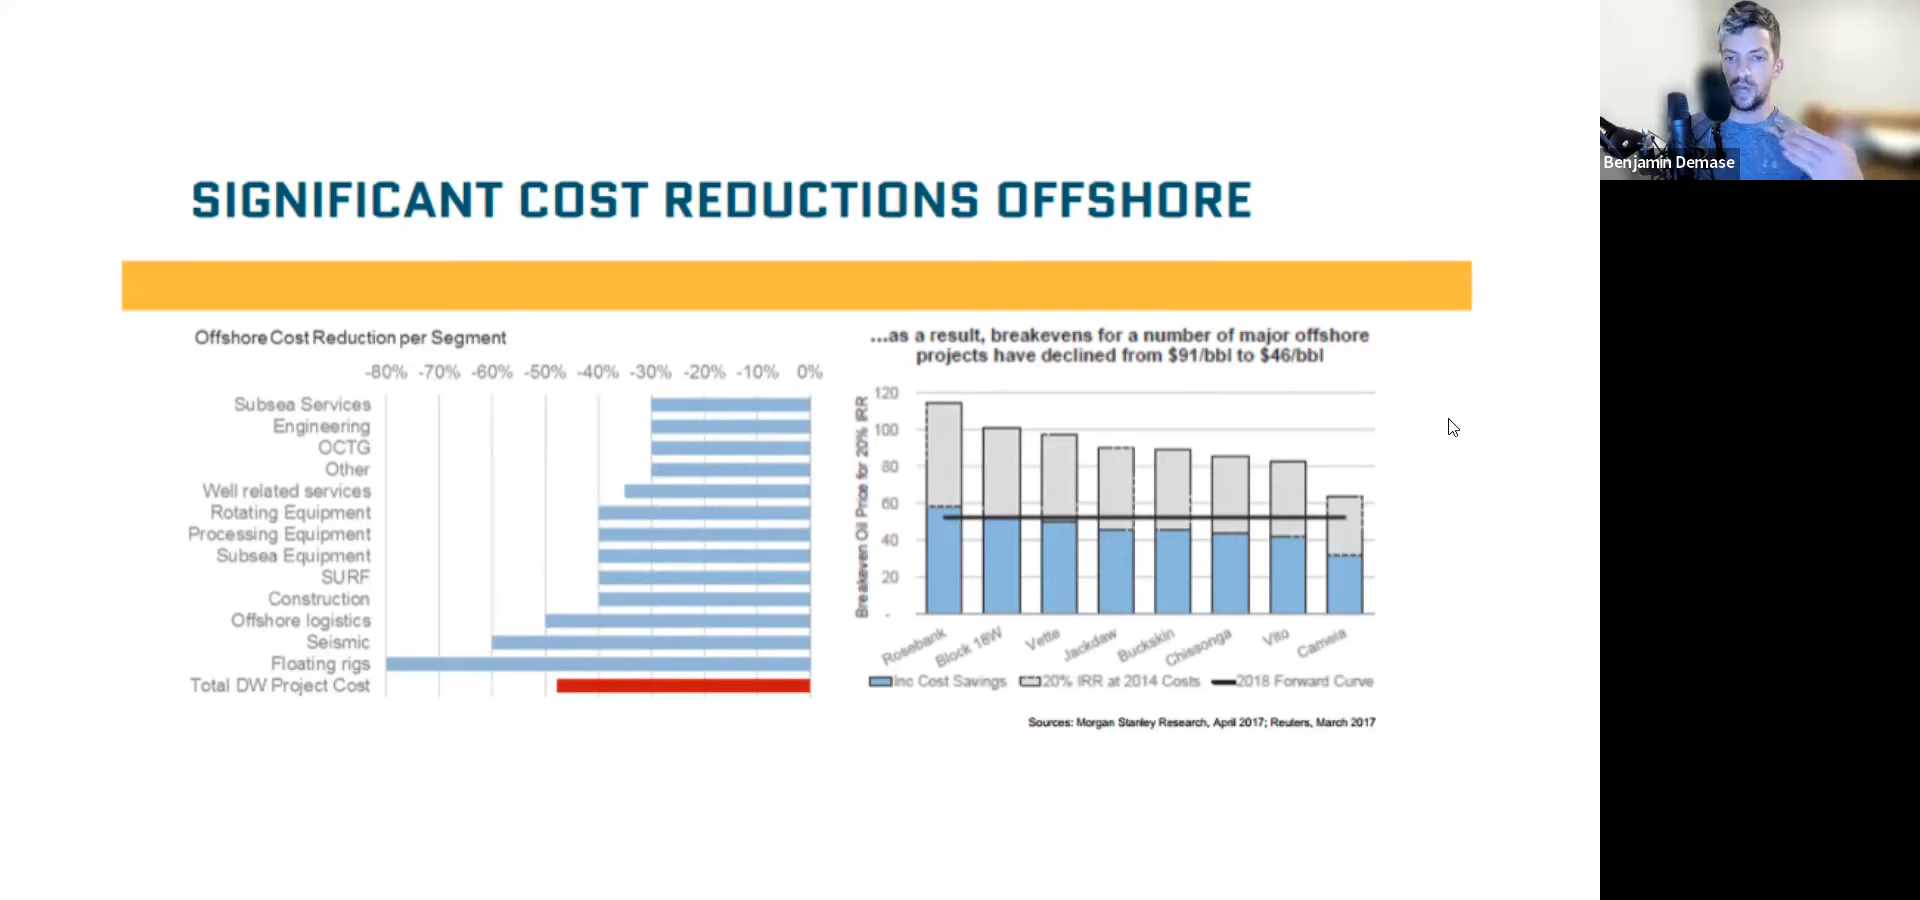 SIGNIFICANT COST REDUCTIONS OFFSHORE
Offshore Cost Reduction per Segment
-80% -70% -60% -50% -40% -30% -20% -10% 0%
Subsea Services
Engineering
OCTG
Other
Well related services
Rotating Equipment
Processing Equipment
Subsea Equipment
SURF
Construction
Offshore logistics
Seismic
Floating rigs
Total DW Project Cost
...as a result, breakevens for a number of major offshore
projects have declined from $91/bbl to $46/bbl
Breakeven Oil Price for 20% IRR
120
100
80
60
40
20
-
Rosebank Block 18W Vette Jackdaw Buckskin Chissonga Vito Cameia
Inc Cost Savings 20% IRR at 2014 Costs 2018 Forward Curve
Sources: Morgan Stanley Research, April 2017; Reuters, March 2017
Benjamin Demase